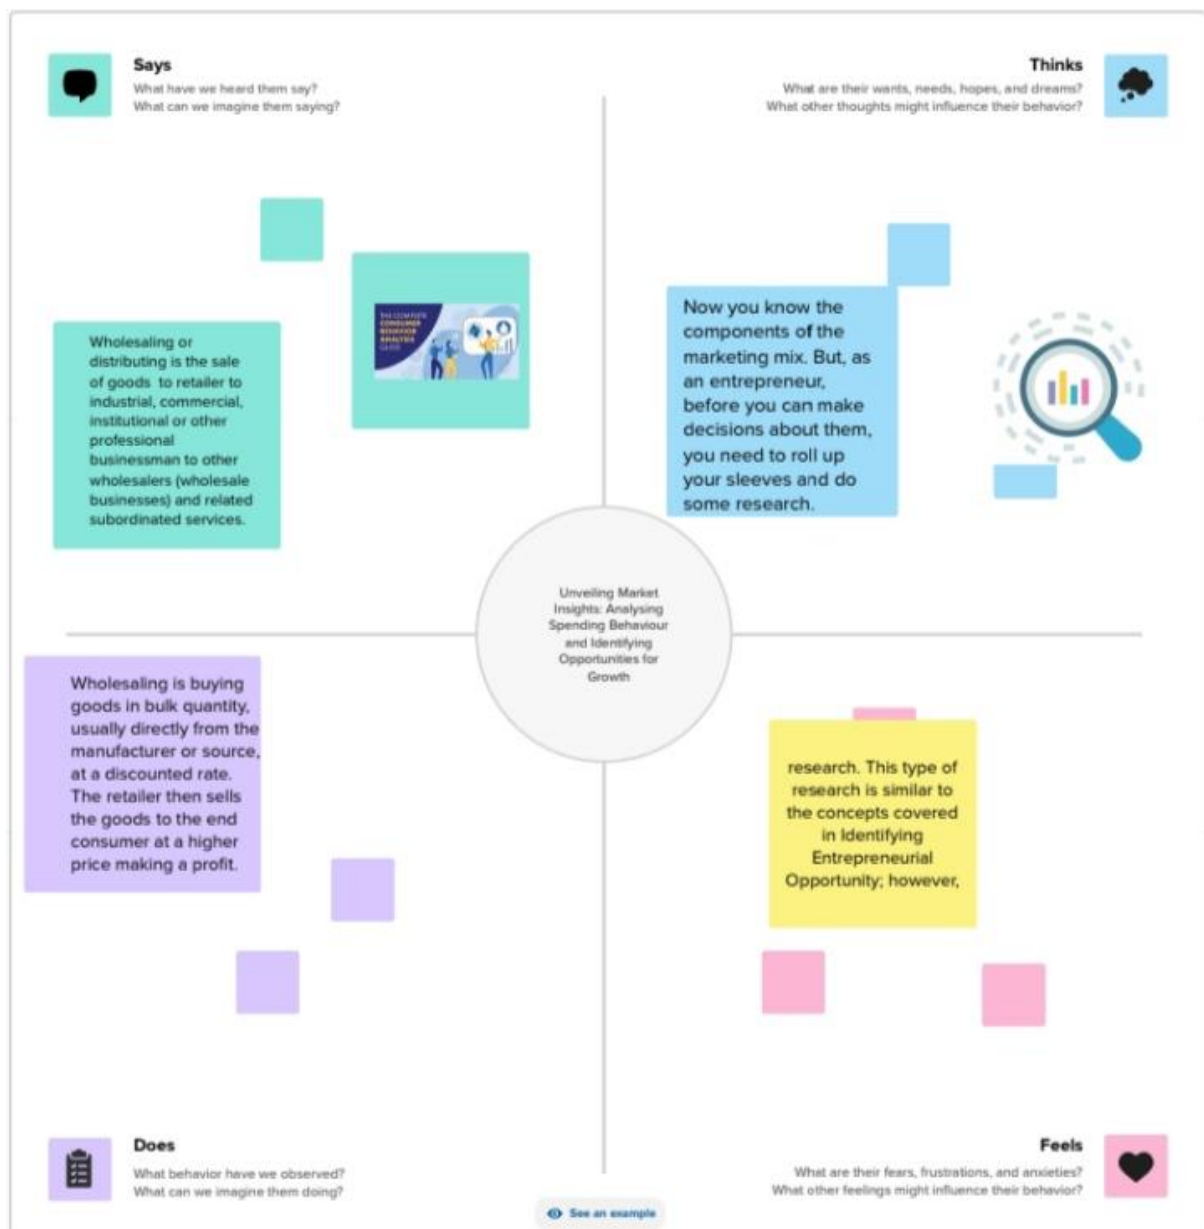 Says
What have we heard them say?
What can we imagine them saying?
Thinks
What are their wants, needs, hopes, and dreams?
What other thoughts might influence their behavior?
THE COMPLETE
CONSUMER
BEHAVIOR
ANALYSIS
GUIDE
Wholesaling or
distributing is the sale
of goods to retailer to
industrial, commercial,
institutional or other
professional
businessman to other
wholesalers (wholesale
businesses) and related
subordinated services.
Now you know the
components of the
marketing mix. But, as
an entrepreneur,
before you can make
decisions about them,
you need to roll up
your sleeves and do
some research.
Unveiling Market
Insights: Analysing
Spending Behaviour
and Identifying
Opportunities for
Growth
Wholesaling is buying
goods in bulk quantity,
usually directly from the
manufacturer or source,
at a discounted rate.
The retailer then sells
the goods to the end
consumer at a higher
price making a profit.
research. This type of
research is similar to
the concepts covered
in Identifying
Entrepreneurial
Opportunity; however,
Does
What behavior have we observed?
What can we imagine them doing?
Feels
What are their fears, frustrations, and anxieties?
What other feelings might influence their behavior?
See an example